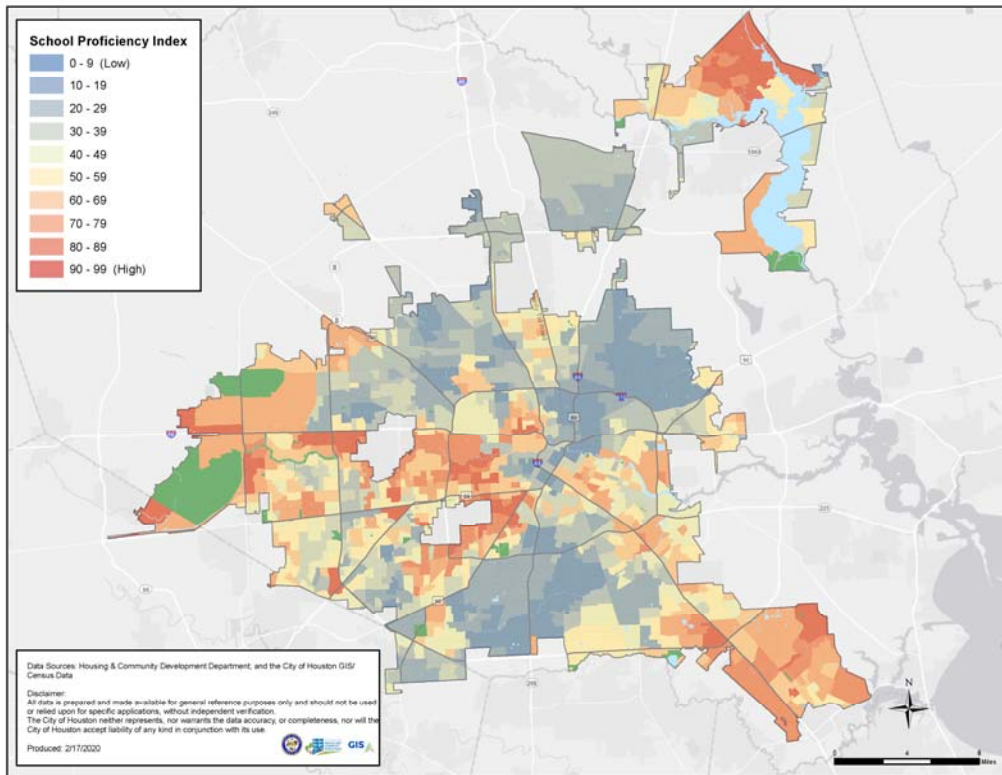 School Proficiency Index
0 - 9 (Low)
10 - 19
20 - 29
30 - 39
40 - 49
50 - 59
60 - 69
70 - 79
80 - 89
90 - 99 (High)
Data Sources: Housing & Community Development Department; and the City of Houston GIS/
Census Data
Disclaimer:
All data is prepared and made available for general reference purposes only and should not be used
or relied upon for specific applications, without independent verification.
The City of Houston neither represents, nor warrants the data accuracy, or completeness, nor will the
City of Houston accept liability of any kind in conjunction with its use.
Produced: 2/17/2020
GIS
N
0 4 8
Miles
225